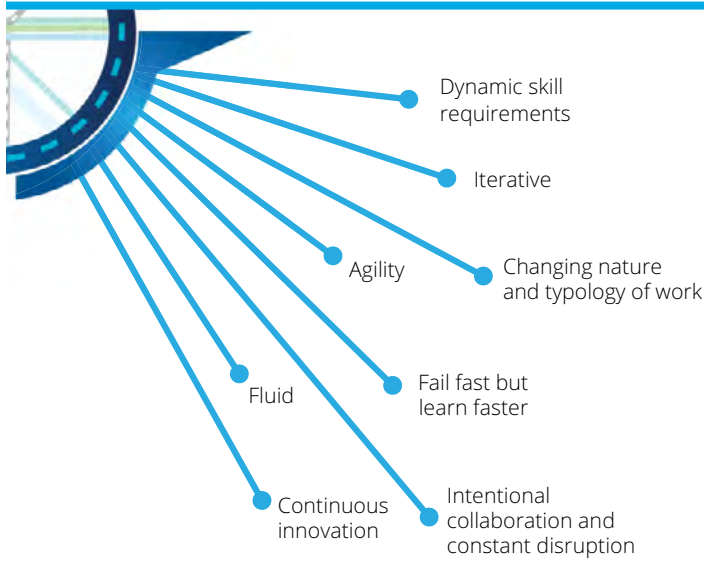 Dynamic skill
requirements
Iterative
Changing nature
and typology of work
Agility
Fail fast but
learn faster
Fluid
Intentional
collaboration and
constant disruption
Continuous
innovation